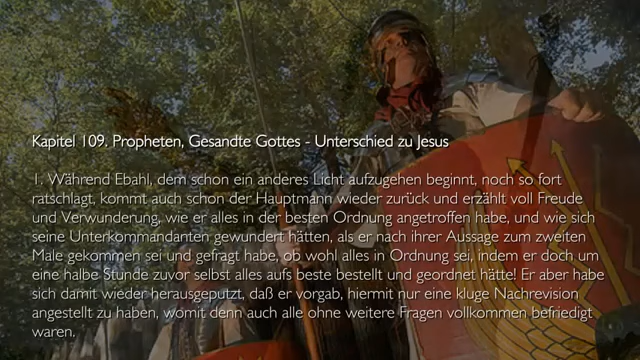 Kapitel 109. Propheten, Gesandte Gottes - Unterschied zu Jesus
1. Während Ebahl, dem schon ein anderes Licht aufzugehen beginnt, noch so fort
ratschlagt, kommt auch schon der Hauptmann wieder zurück und erzählt voll Freude
und Verwunderung, wie er alles in der besten Ordnung angetroffen habe, und wie sich
seine Unterkommandanten gewundert hätten, als er nach ihrer Aussage zum zweiten
Male gekommen sei und gefragt habe, ob wohl alles in Ordnung sei, indem er doch um
eine halbe Stunde zuvor selbst alles aufs beste bestellt und geordnet hätte! Er aber habe
sich damit wieder herausgeputzt, daß er vorgab, hiermit nur eine kluge Nachrevision
angestellt zu haben, womit denn auch alle ohne weitere Fragen vollkommen befriedigt
waren.